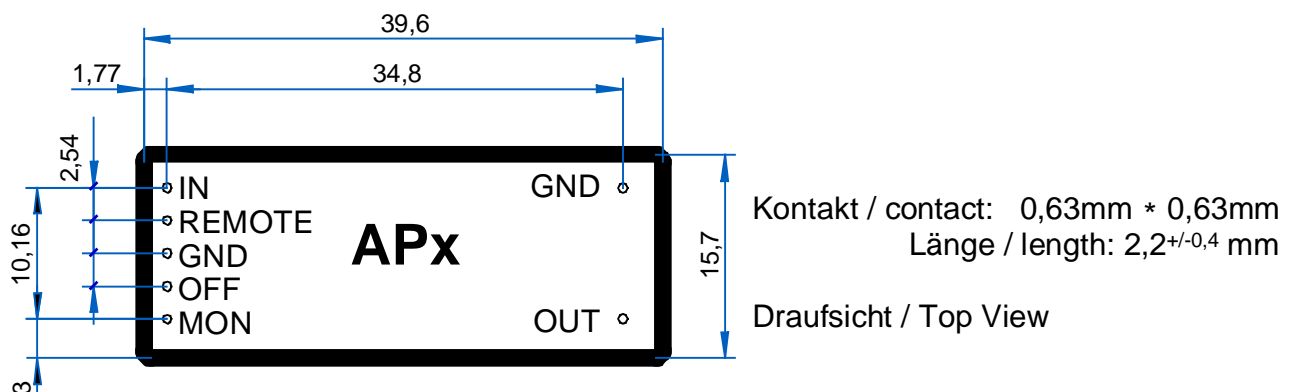 39,6
1,77
34,8
2,54
IN
GND
REMOTE
Kontakt / contact: 0,63mm * 0,63mm
10,16
GND
APx
15,7
Länge / length: 2,2+/-0,4 mm
OFF
MON
OUT
Draufsicht / Top View